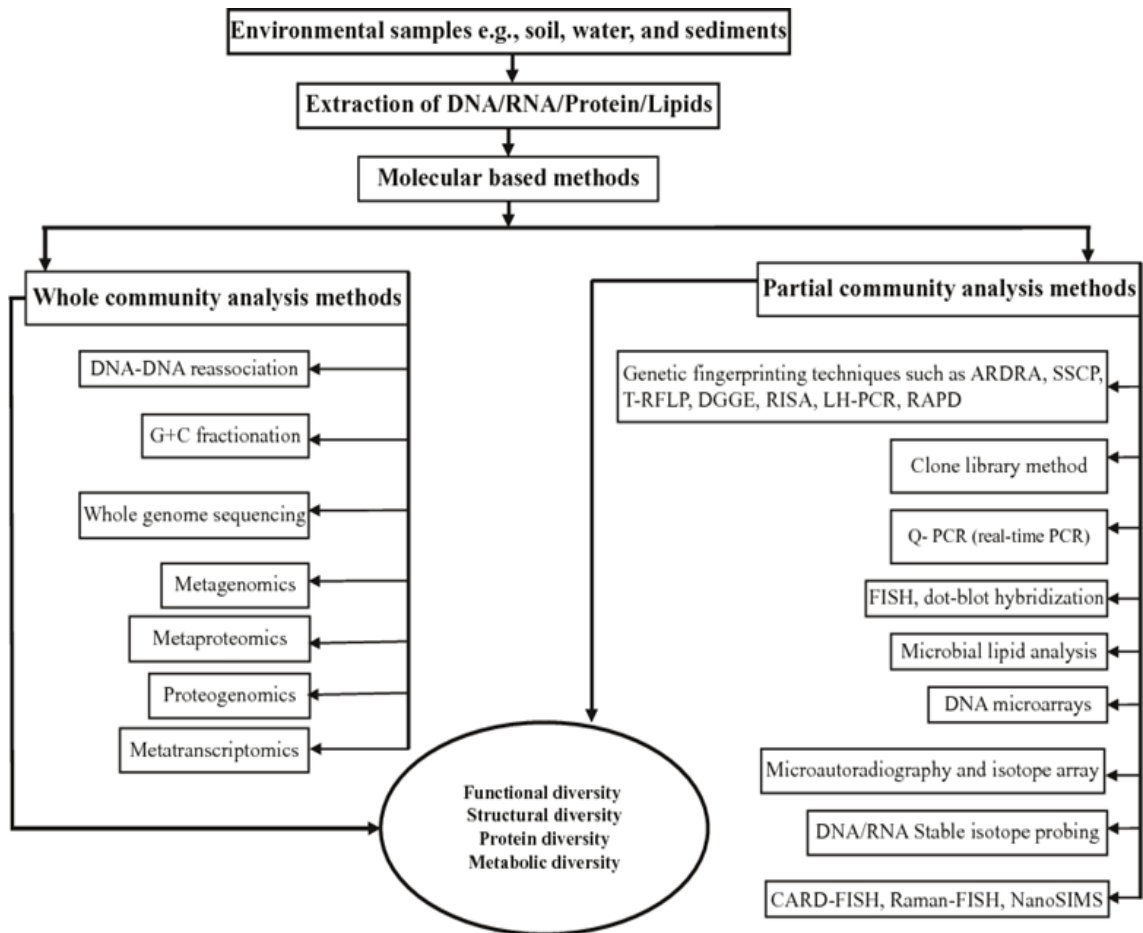 Environmental samples e.g., soil, water, and sediments
Extraction of DNA/RNA/Protein/Lipids
Molecular based methods
Whole community analysis methods
DNA-DNA reassociation
G+C fractionation
Whole genome sequencing
Metagenomics
Metaproteomics
Proteogenomics
Metatranscriptomics
Partial community analysis methods
Genetic fingerprinting techniques such as ARDRA, SSCP,
T-RFLP, DGGE, RISA, LH-PCR, RAPD
Clone library method
Q- PCR (real-time PCR)
FISH, dot-blot hybridization
Microbial lipid analysis
DNA microarrays
Microautoradiography and isotope array
DNA/RNA Stable isotope probing
CARD-FISH, Raman-FISH, NanoSIMS
Functional diversity
Structural diversity
Protein diversity
Metabolic diversity